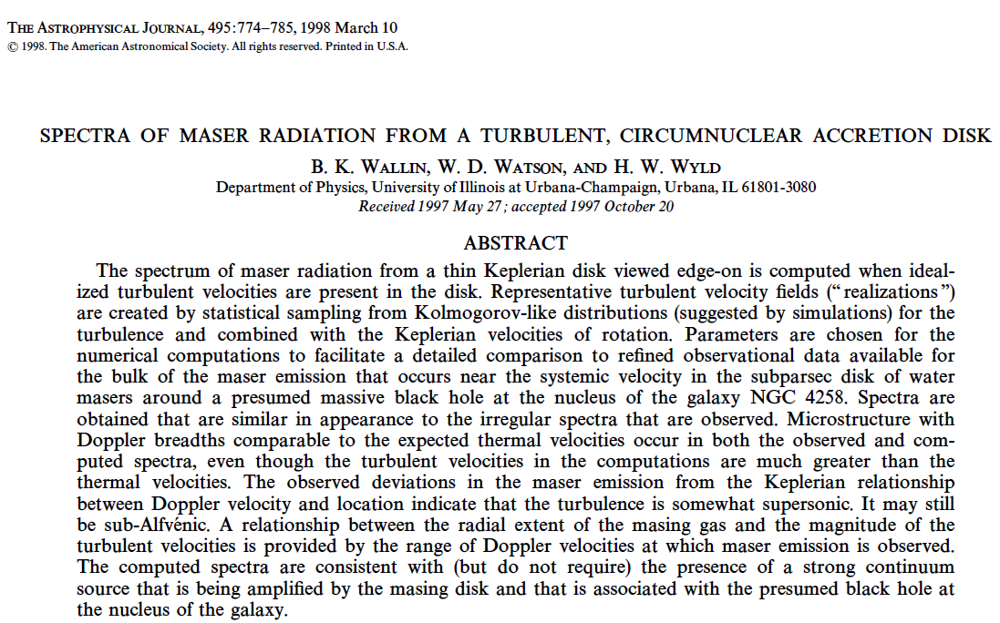 THE ASTROPHYSICAL JOURNAL, 495:774–785, 1998 March 10
© 1998. The American Astronomical Society. All rights reserved. Printed in U.S.A.
SPECTRA OF MASER RADIATION FROM A TURBULENT, CIRCUMNUCLEAR ACCRETION DISK
B. K. WALLIN, W. D. WATSON, AND H. W. WYLD
Department of Physics, University of Illinois at Urbana-Champaign, Urbana, IL 61801-3080
Received 1997 May 27; accepted 1997 October 20
ABSTRACT
The spectrum of maser radiation from a thin Keplerian disk viewed edge-on is computed when ideal-
ized turbulent velocities are present in the disk. Representative turbulent velocity fields (“realizations”)
are created by statistical sampling from Kolmogorov-like distributions (suggested by simulations) for the
turbulence and combined with the Keplerian velocities of rotation. Parameters are chosen for the
numerical computations to facilitate a detailed comparison to refined observational data available for
the bulk of the maser emission that occurs near the systemic velocity in the subparsec disk of water
masers around a presumed massive black hole at the nucleus of the galaxy NGC 4258. Spectra are
obtained that are similar in appearance to the irregular spectra that are observed. Microstructure with
Doppler breadths comparable to the expected thermal velocities occur in both the observed and com-
puted spectra, even though the turbulent velocities in the computations are much greater than the
thermal velocities. The observed deviations in the maser emission from the Keplerian relationship
between Doppler velocity and location indicate that the turbulence is somewhat supersonic. It may still
be sub-Alfvénic. A relationship between the radial extent of the masing gas and the magnitude of the
turbulent velocities is provided by the range of Doppler velocities at which maser emission is observed.
The computed spectra are consistent with (but do not require) the presence of a strong continuum
source that is being amplified by the masing disk and that is associated with the presumed black hole at
the nucleus of the galaxy.